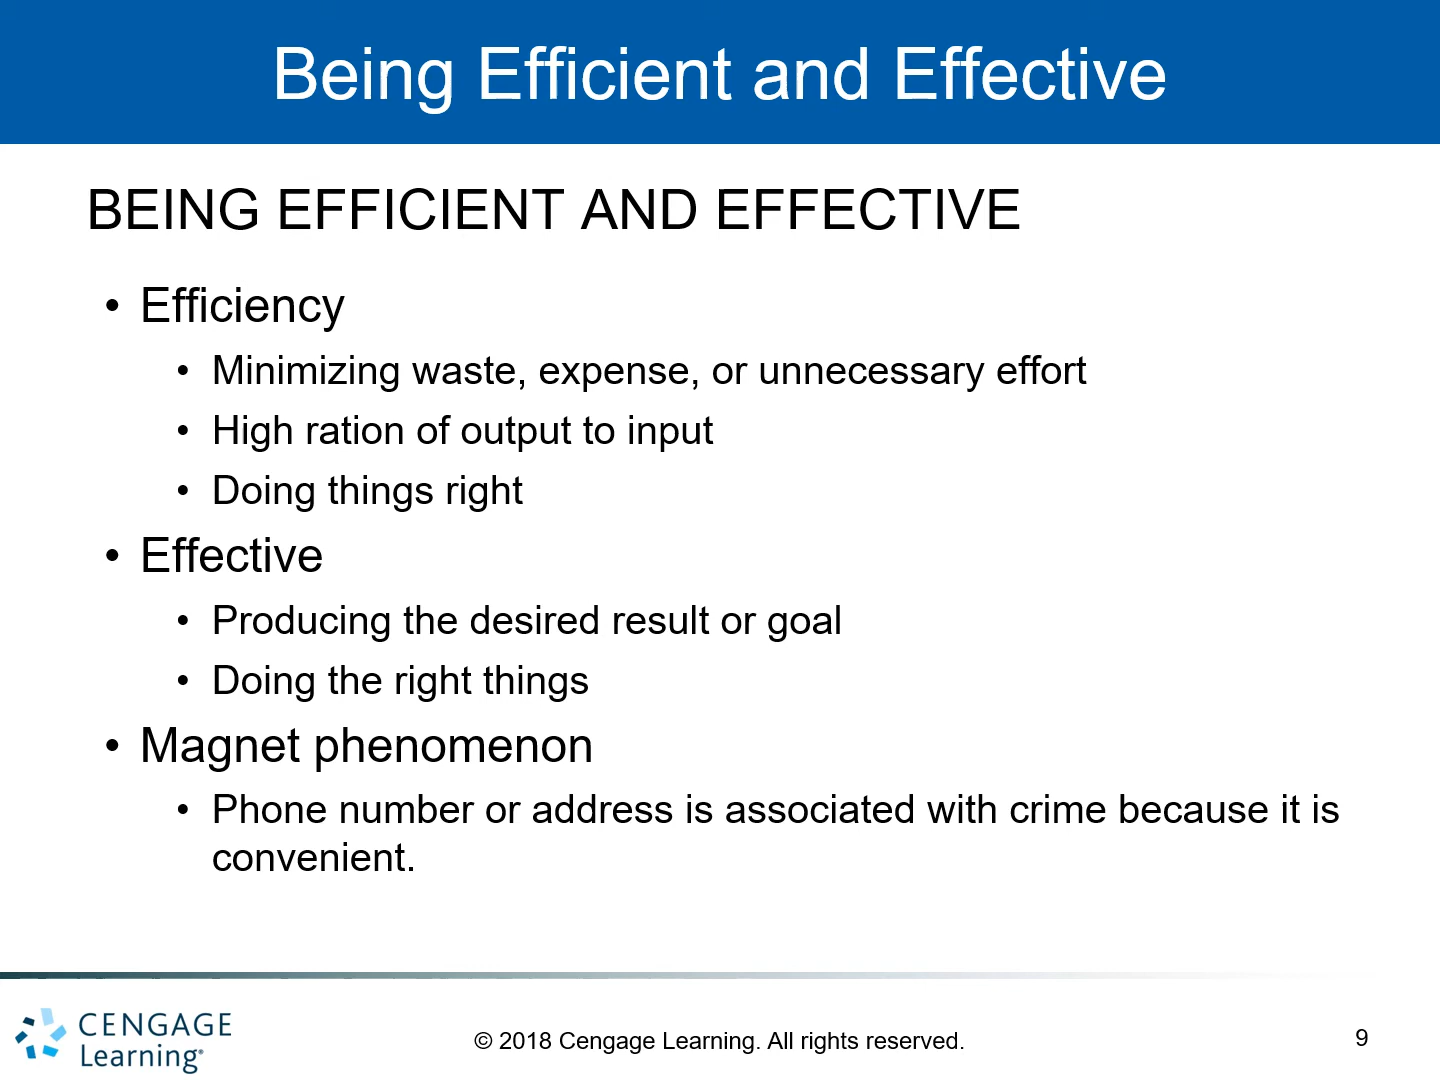 Being Efficient and Effective
BEING EFFICIENT AND EFFECTIVE
• Efficiency
• Minimizing waste, expense, or unnecessary effort
• High ration of output to input
• Doing things right
• Effective
• Producing the desired result or goal
• Doing the right things
• Magnet phenomenon
• Phone number or address is associated with crime because it is
convenient.
CENGAGE
Learning
© 2018 Cengage Learning. All rights reserved.
9